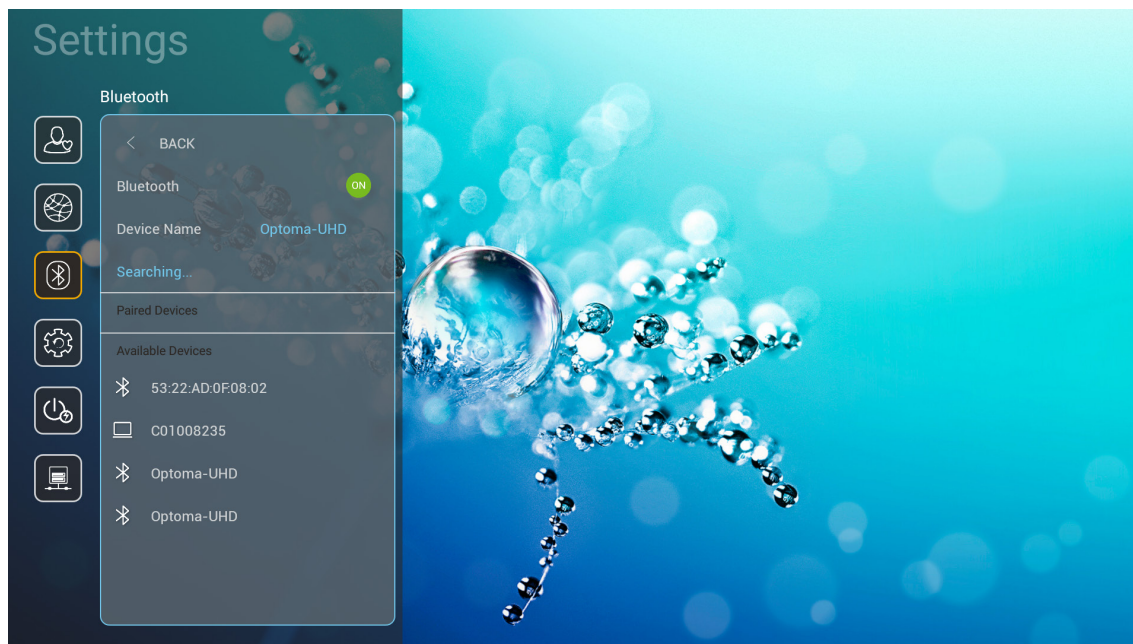 Settings
Bluetooth
BACK
Bluetooth ON
Device Name Optoma-UHD
Searching...
Paired Devices
Available Devices
53:22:AD:0F:08:02
C01008235
Optoma-UHD
Optoma-UHD